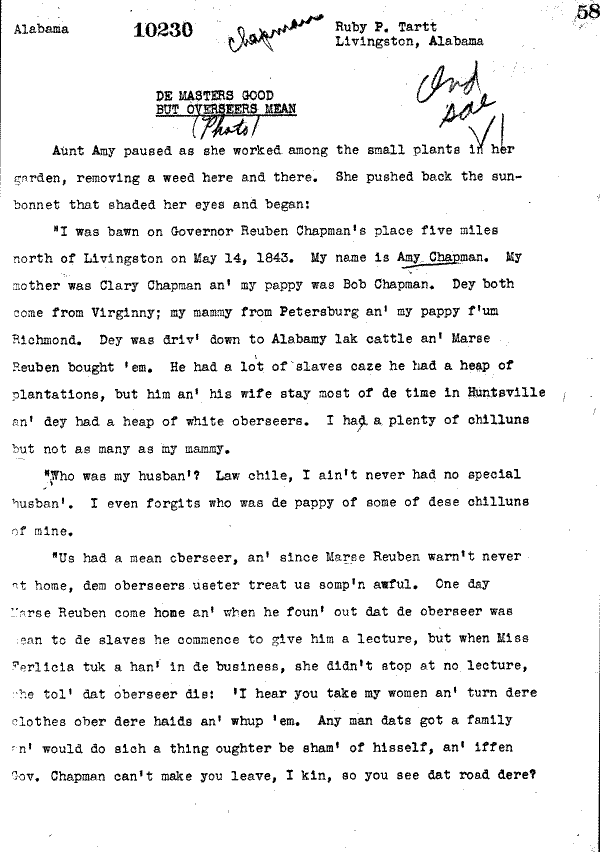 58
Alabama 10230 Chapman Ruby P. Tartt
Livingston, Alabama
DE MASTERS GOOD
BUT OVERSEERS MEAN
(Photo)
Aunt Amy paused as she worked among the small plants in her
garden, removing a weed here and there. She pushed back the sun-
bonnet that shaded her eyes and began:
"I was bawn on Governor Reuben Chapman's place five miles
north of Livingston on May 14, 1843. My name is Amy Chapman. My
mother was Clary Chapman an' my pappy was Bob Chapman. Dey both
come from Virginny; my mammy from Petersburg an' my pappy f'um
Richmond. Dey was driv' down to Alabamy lak cattle an' Marse
Reuben bought 'em. He had a lot of slaves caze he had a heap of
plantations, but him an' his wife stay most of de time in Huntsville
an' dey had a heap of white oberseers. I had a plenty of chilluns
but not as many as my mammy.
"Who was my husban'? Law chile, I ain't never had no special
husban'. I even forgits who was de pappy of some of dese chilluns
of mine.
"Us had a mean oberseer, an' since Marse Reuben warn't never
at home, dem oberseers useter treat us somp'n awful. One day
Marse Reuben come home an' when he foun' out dat de oberseer was
mean to de slaves he commence to give him a lecture, but when Miss
Ferlicia tuk a han' in de business, she didn't stop at no lecture,
she tol' dat oberseer dis: 'I hear you take my women an' turn dere
clothes ober dere haids an' whup 'em. Any man dats got a family
an' would do sich a thing oughter be sham' of hisself, an' iffen
Gov. Chapman can't make you leave, I kin, so you see dat road dere?